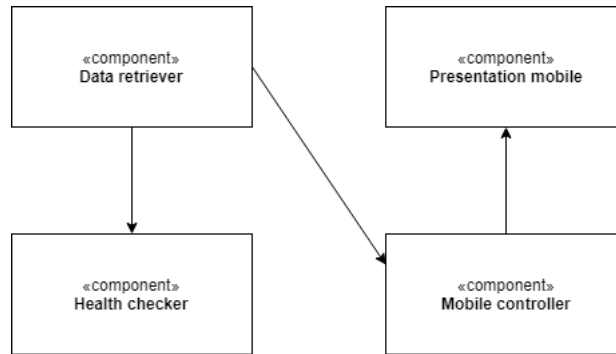 «component»
Data retriever
«component»
Presentation mobile
«component»
Health checker
«component»
Mobile controller